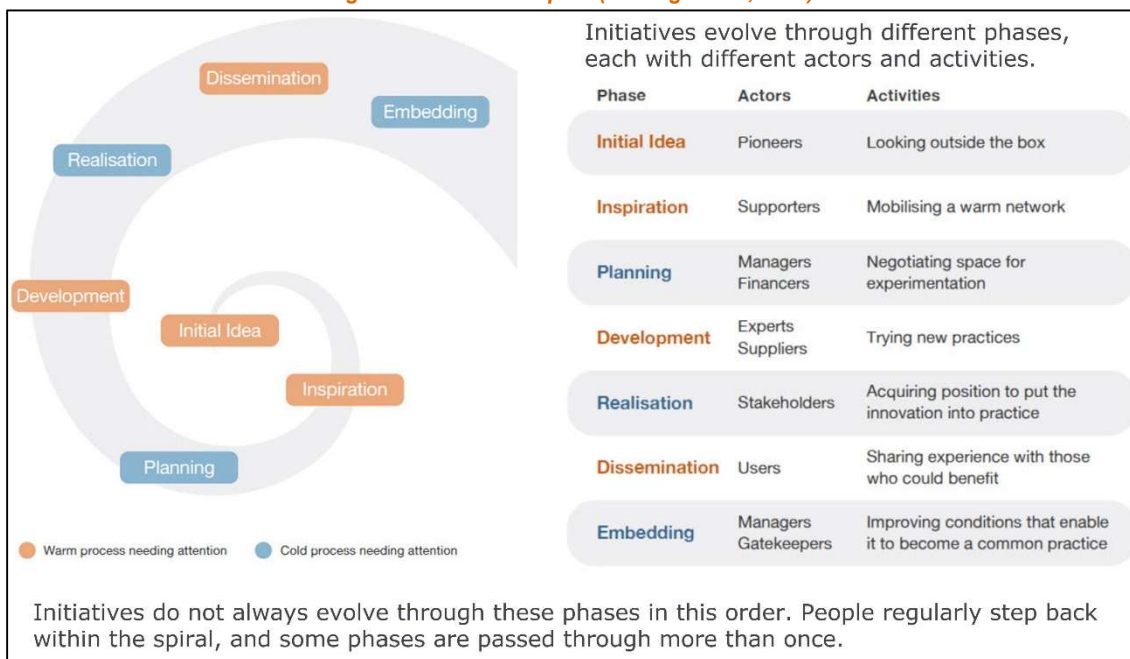 Initiatives evolve through different phases,
each with different actors and activities.
Dissemination
Embedding
Realisation
Development
Initial Idea
Inspiration
Planning
Warm process needing attention
Cold process needing attention
Phase Actors Activities
Initial Idea Pioneers Looking outside the box
Inspiration Supporters Mobilising a warm network
Planning Managers Financers Negotiating space for
experimentation
Development Experts Suppliers Trying new practices
Realisation Stakeholders Acquiring position to put the
innovation into practice
Dissemination Users Sharing experience with those
who could benefit
Embedding Managers Gatekeepers Improving conditions that enable
it to become a common practice
Initiatives do not always evolve through these phases in this order. People regularly step back
within the spiral, and some phases are passed through more than once.